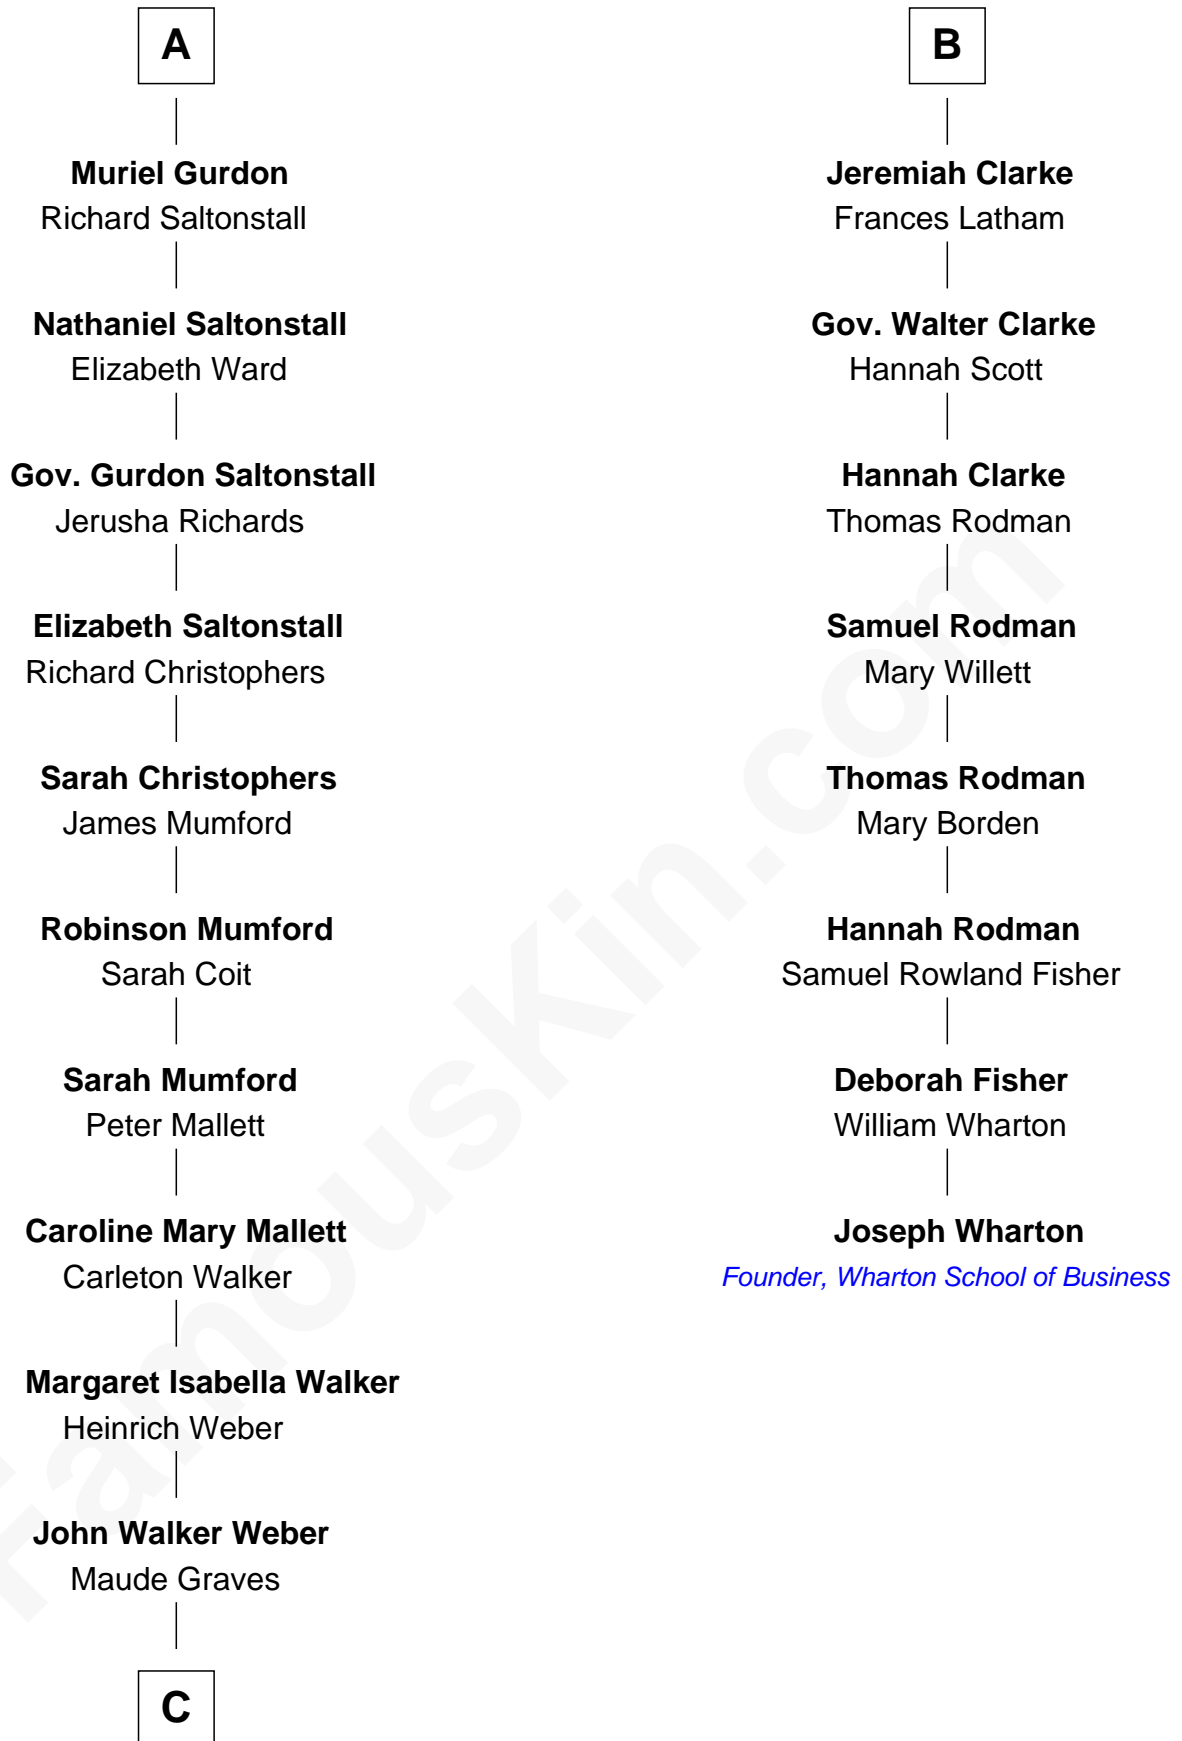 A
Muriel Gurdon
Richard Saltonstall
Nathaniel Saltonstall
Elizabeth Ward
Gov. Gurdon Saltonstall
Jerusha Richards
Elizabeth Saltonstall
Richard Christophers
Sarah Christophers
James Mumford
Robinson Mumford
Sarah Coit
Sarah Mumford
Peter Mallett
Caroline Mary Mallett
Carleton Walker
Margaret Isabella Walker
Heinrich Weber
John Walker Weber
Maude Graves
C
B
Jeremiah Clarke
Frances Latham
Gov. Walter Clarke
Hannah Scott
Hannah Clarke
Thomas Rodman
Samuel Rodman
Mary Willett
Thomas Rodman
Mary Borden
Hannah Rodman
Samuel Rowland Fisher
Deborah Fisher
William Wharton
Joseph Wharton
Founder, Wharton School of Business
FamousKin.com